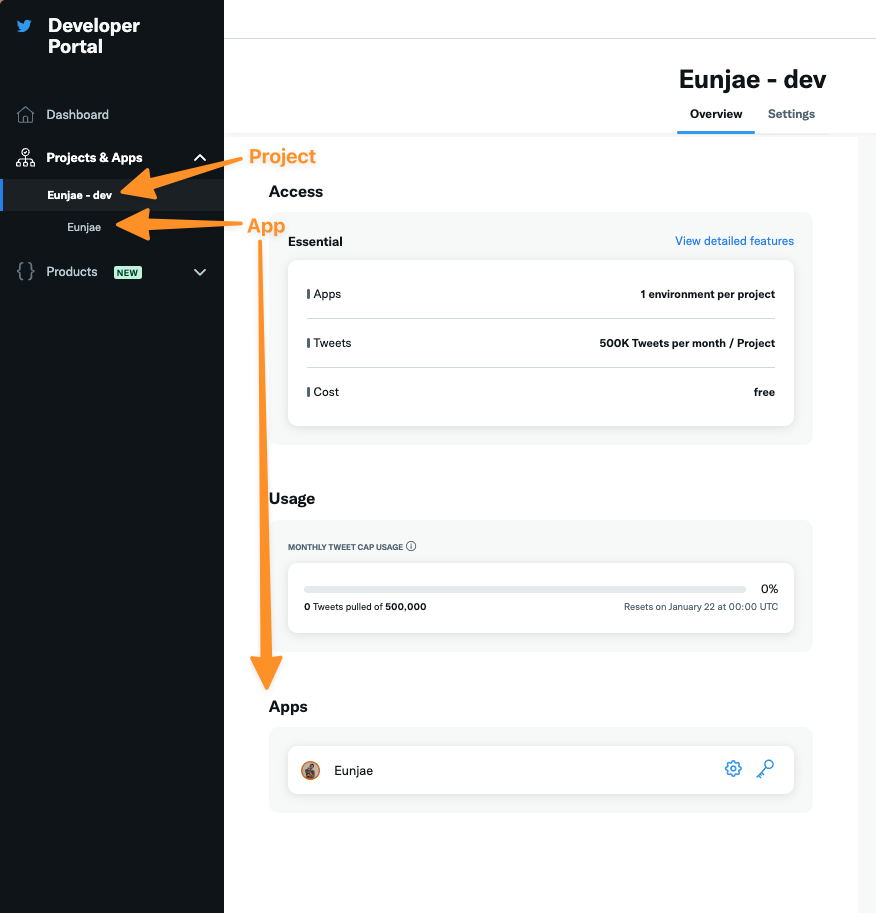 Developer
Portal
Dashboard
Projects & Apps
Eunjae - dev
Eunjae
Products NEW
Eunjae - dev
Overview Settings
Project
Access
App
Essential View detailed features
Apps 1 environment per project
Tweets 500K Tweets per month / Project
Cost free
Usage
MONTHLY TWEET CAP USAGE
0%
0 Tweets pulled of 500,000 Resets on January 22 at 00:00 UTC
Apps
Eunjae